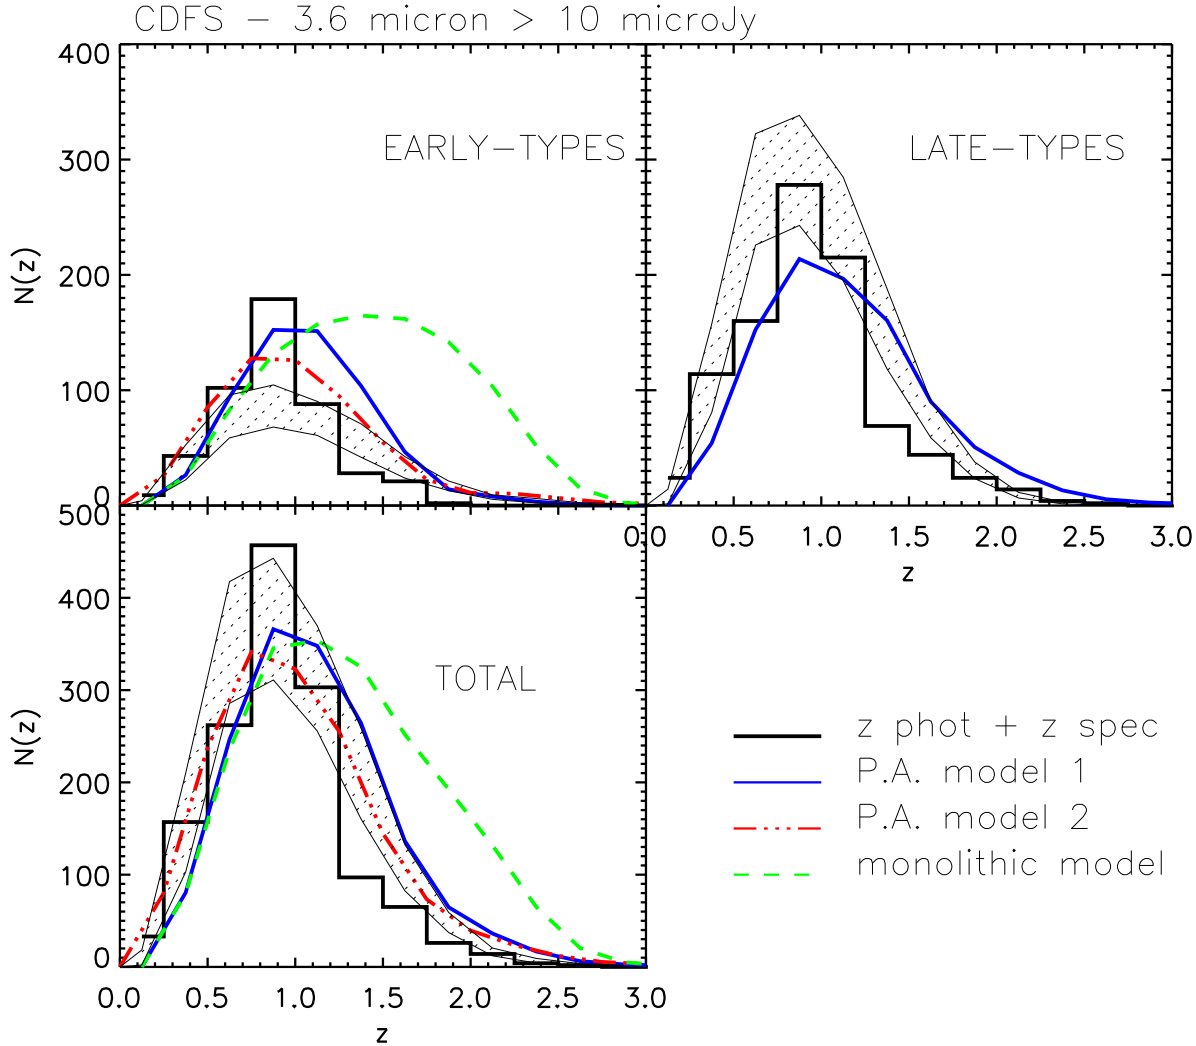 CDFS - 3.6 micron > 10 microJy
400
300
200
100
0
N(z)
EARLY-TYPES
LATE-TYPES
0.0 0.5 1.0 1.5 2.0 2.5 3.0
z
500
400
300
200
100
0
N(z)
TOTAL
0.0 0.5 1.0 1.5 2.0 2.5 3.0
z
z phot + z spec
P.A. model 1
P.A. model 2
monolithic model